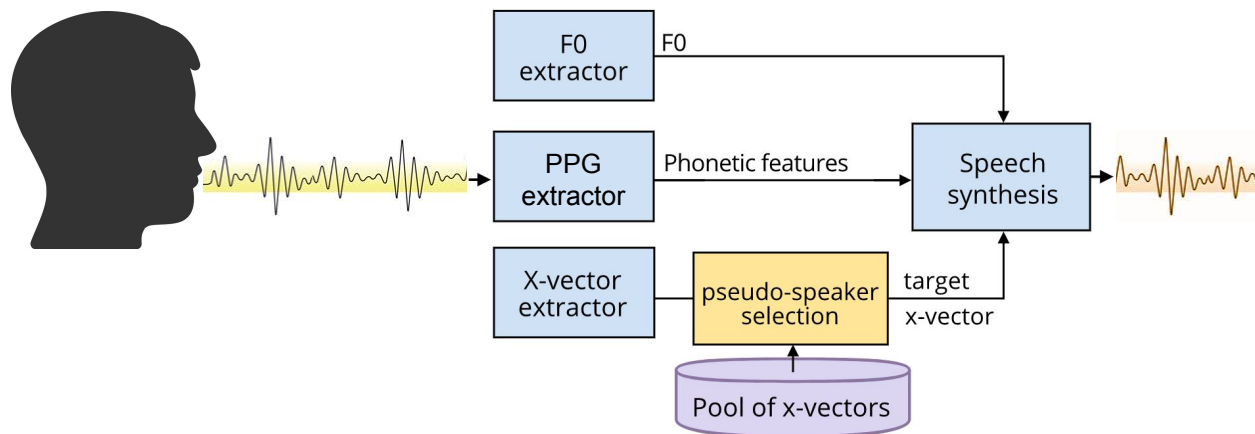 F0
extractor
F0
PPG
extractor
Phonetic features
Speech
synthesis
X-vector
extractor
pseudo-speaker
selection
target
x-vector
Pool of x-vectors